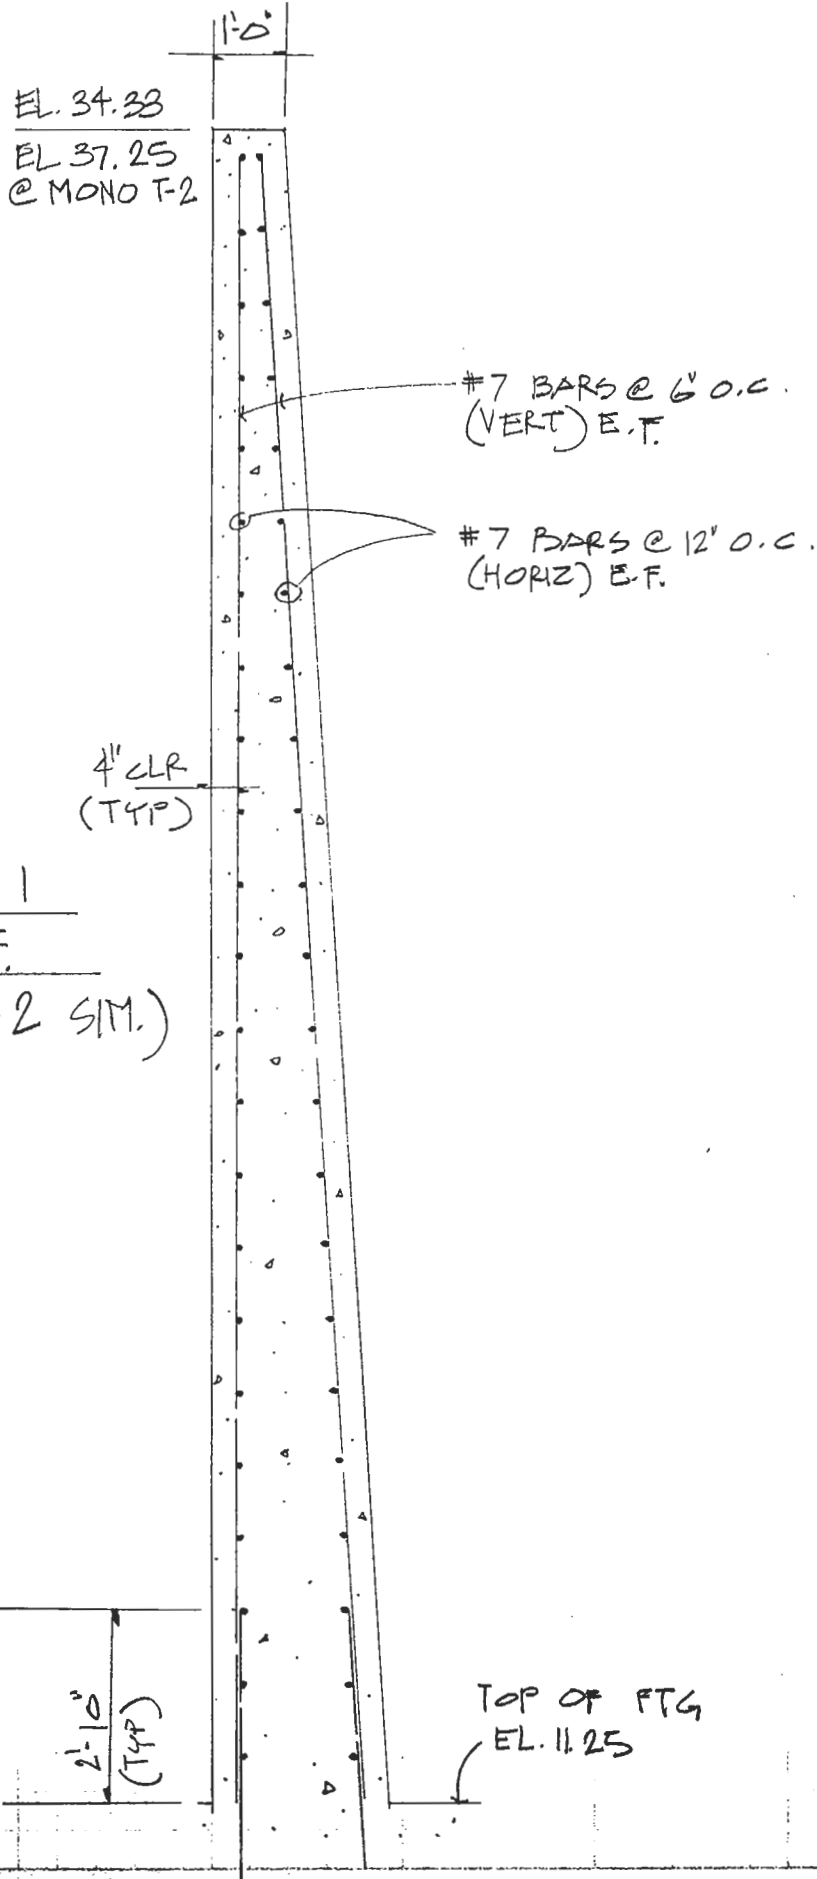 1'-0"
EL. 34.33
EL 37.25
@ MONO T-2
#7 BARS @ 6" O.C.
(VERT) E.F.
#7 BARS @ 12" O.C.
(HORIZ) E.F.
4" CLR
(TYP)
1
2 SIM.)
2'-10"
(TYP)
TOP OF FTG
EL. 11.25